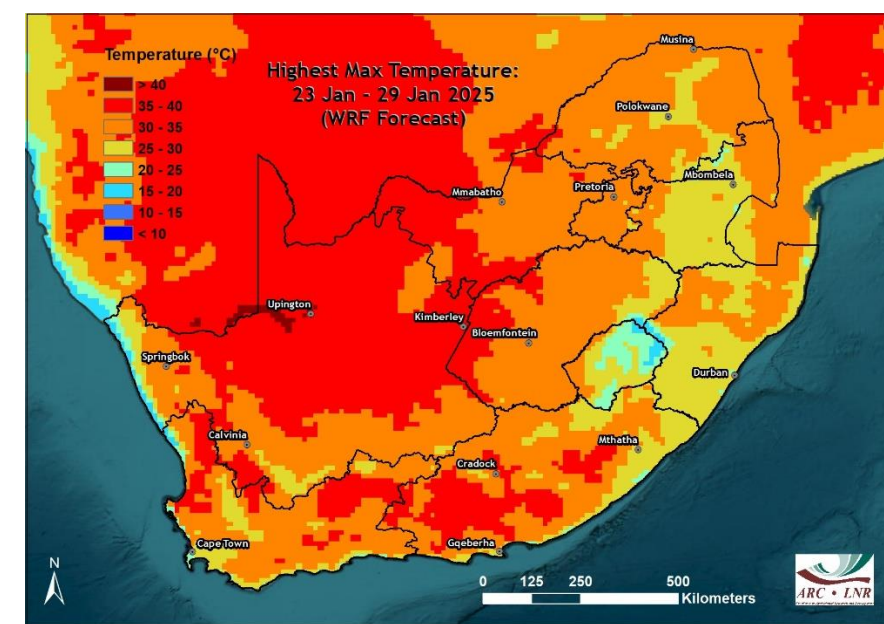 Temperature (°C)
> 40
35 - 40
30 - 35
25 - 30
20 - 25
15 - 20
10 - 15
< 10
Highest Max Temperature:
23 Jan - 29 Jan 2025
(WRF Forecast)
Musina
Polokwane
Mbombela
Pretoria
Mmabatho
Upington
Kimberley
Bloemfontein
Springbok
Durban
Calvinia
Mthatha
Cradock
Cape Town
Gqeberha
N
0 125 250 500
Kilometers
ARC • LNR